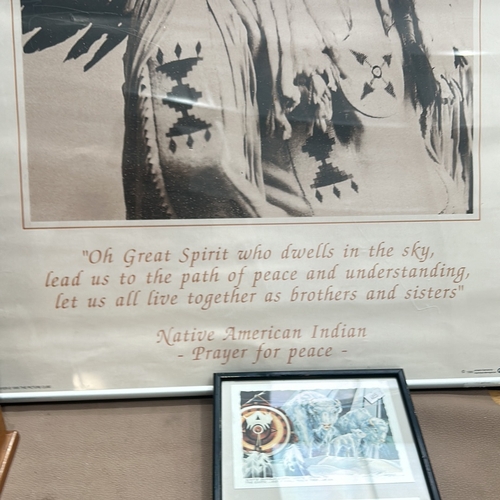 "Oh Great Spirit who dwells in the sky,
lead us to the path of peace and understanding,
let us all live together as brothers and sisters"
Native American Indian
- Prayer for peace -